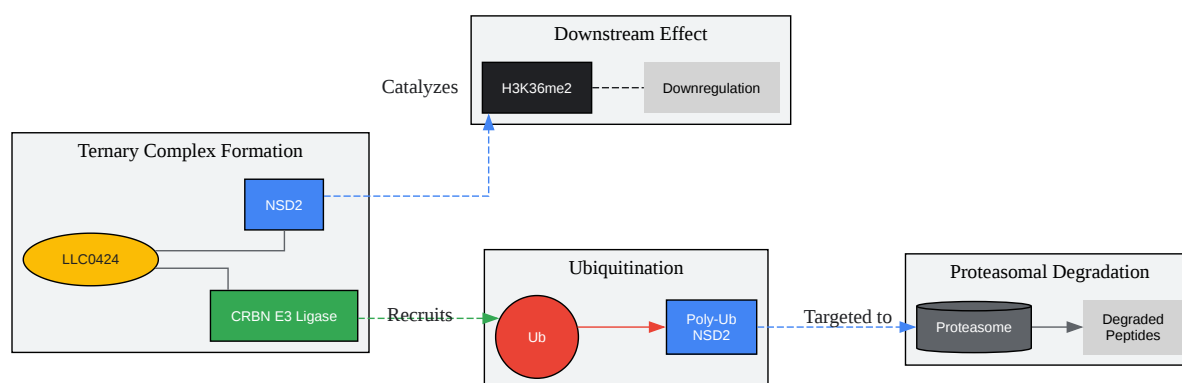 Downstream Effect
Catalyzes
H3K36me2
Downregulation
Ternary Complex Formation
NSD2
LLC0424
CRBN E3 Ligase
Recruits
Ubiquitination
Ub
Poly-Ub
NSD2
Targeted to
Proteasomal Degradation
Proteasome
Degraded
Peptides